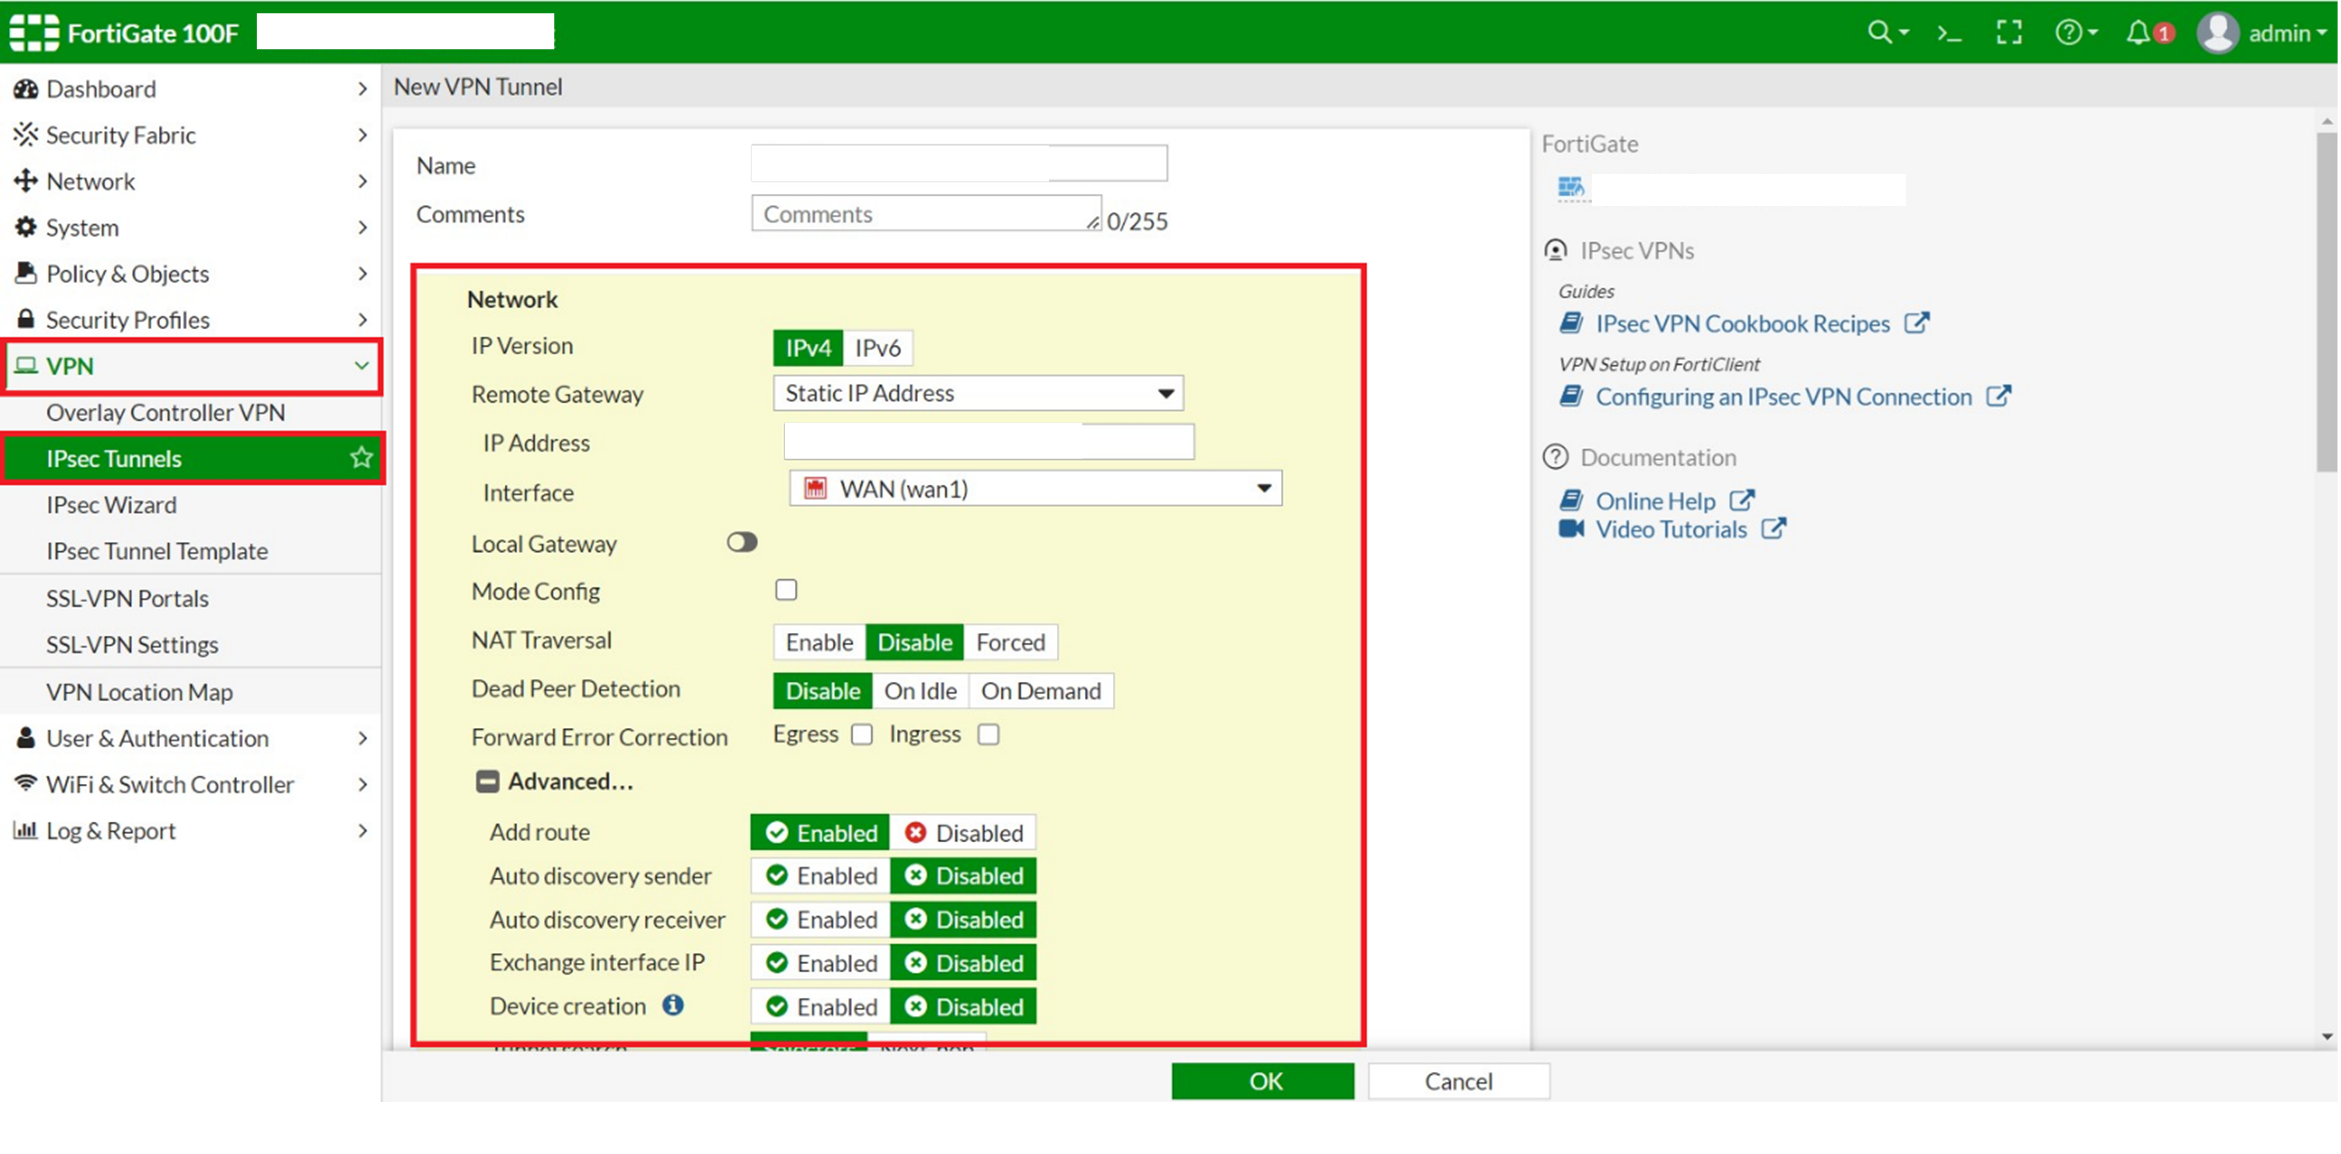 FortiGate 100F
1 admin
Dashboard
Security Fabric
Network
System
Policy & Objects
Security Profiles
VPN
Overlay Controller VPN
IPsec Tunnels
IPsec Wizard
IPsec Tunnel Template
SSL-VPN Portals
SSL-VPN Settings
VPN Location Map
User & Authentication
WiFi & Switch Controller
Log & Report
New VPN Tunnel
Name
Comments Comments 0/255
Network
IP Version IPv4 IPv6
Remote Gateway Static IP Address
IP Address
Interface WAN (wan1)
Local Gateway
Mode Config
NAT Traversal Enable Disable Forced
Dead Peer Detection Disable On Idle On Demand
Forward Error Correction Egress Ingress
Advanced...
Add route Enabled Disabled
Auto discovery sender Enabled Disabled
Auto discovery receiver Enabled Disabled
Exchange interface IP Enabled Disabled
Device creation Enabled Disabled
OK Cancel
FortiGate
IPsec VPNs
Guides
IPsec VPN Cookbook Recipes
VPN Setup on FortiClient
Configuring an IPsec VPN Connection
Documentation
Online Help
Video Tutorials